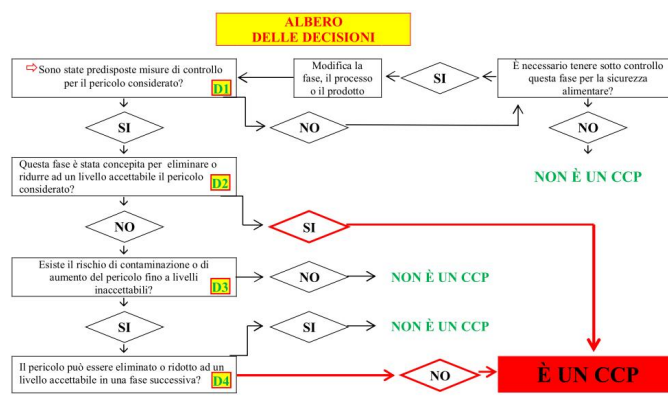 ALBERO
DELLE DECISIONI
⇨Sono state predisposte misure di controllo
per il pericolo considerato?
D1
Modifica la
fase, il processo
o il prodotto
SI
È necessario tenere sotto controllo
questa fase per la sicurezza
alimentare?
SI
NO
NO
NON È UN CCP
Questa fase è stata concepita per eliminare o
ridurre ad un livello accettabile il pericolo
considerato?
D2
NO
SI
Esiste il rischio di contaminazione o di
aumento del pericolo fino a livelli
inaccettabili?
D3
NO
NON È UN CCP
SI
SI
NON È UN CCP
Il pericolo può essere eliminato o ridotto ad un
livello accettabile in una fase successiva?
D4
NO
È UN CCP